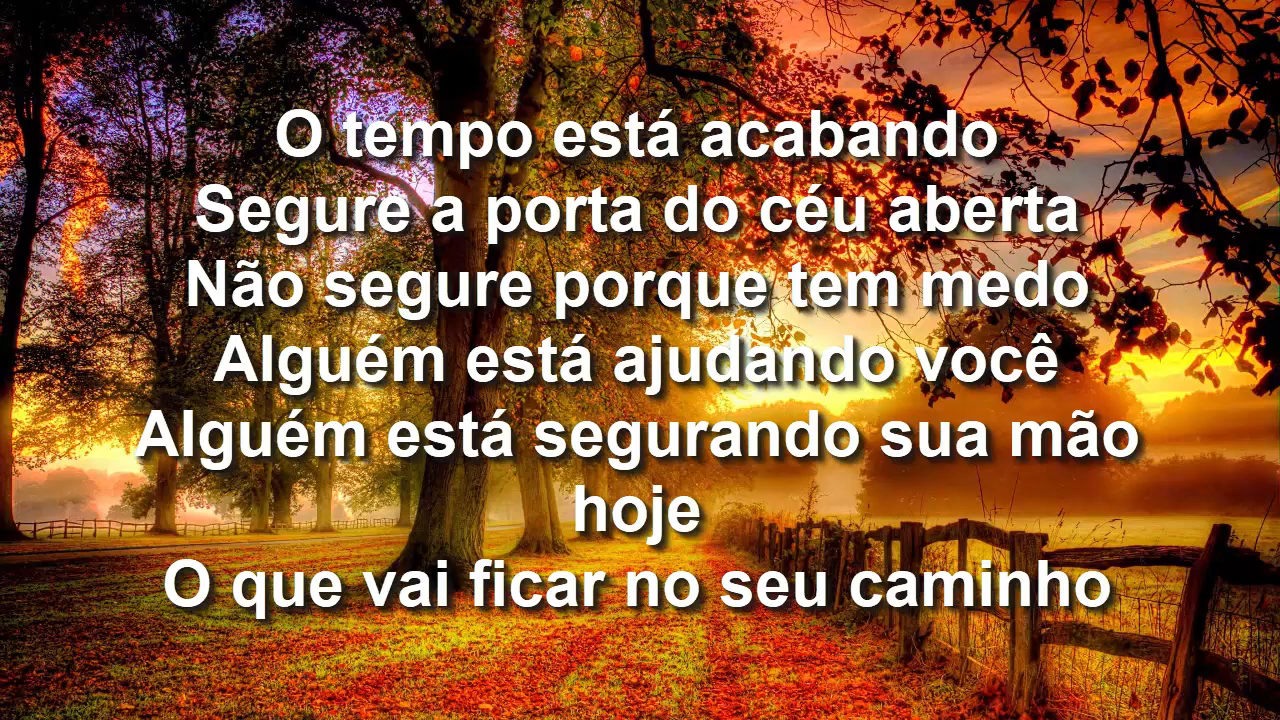 O tempo está acabando
Segure a porta do céu aberta
Não segure porque tem medo
Alguém está ajudando você
Alguém está segurando sua mão
hoje
O que vai ficar no seu caminho